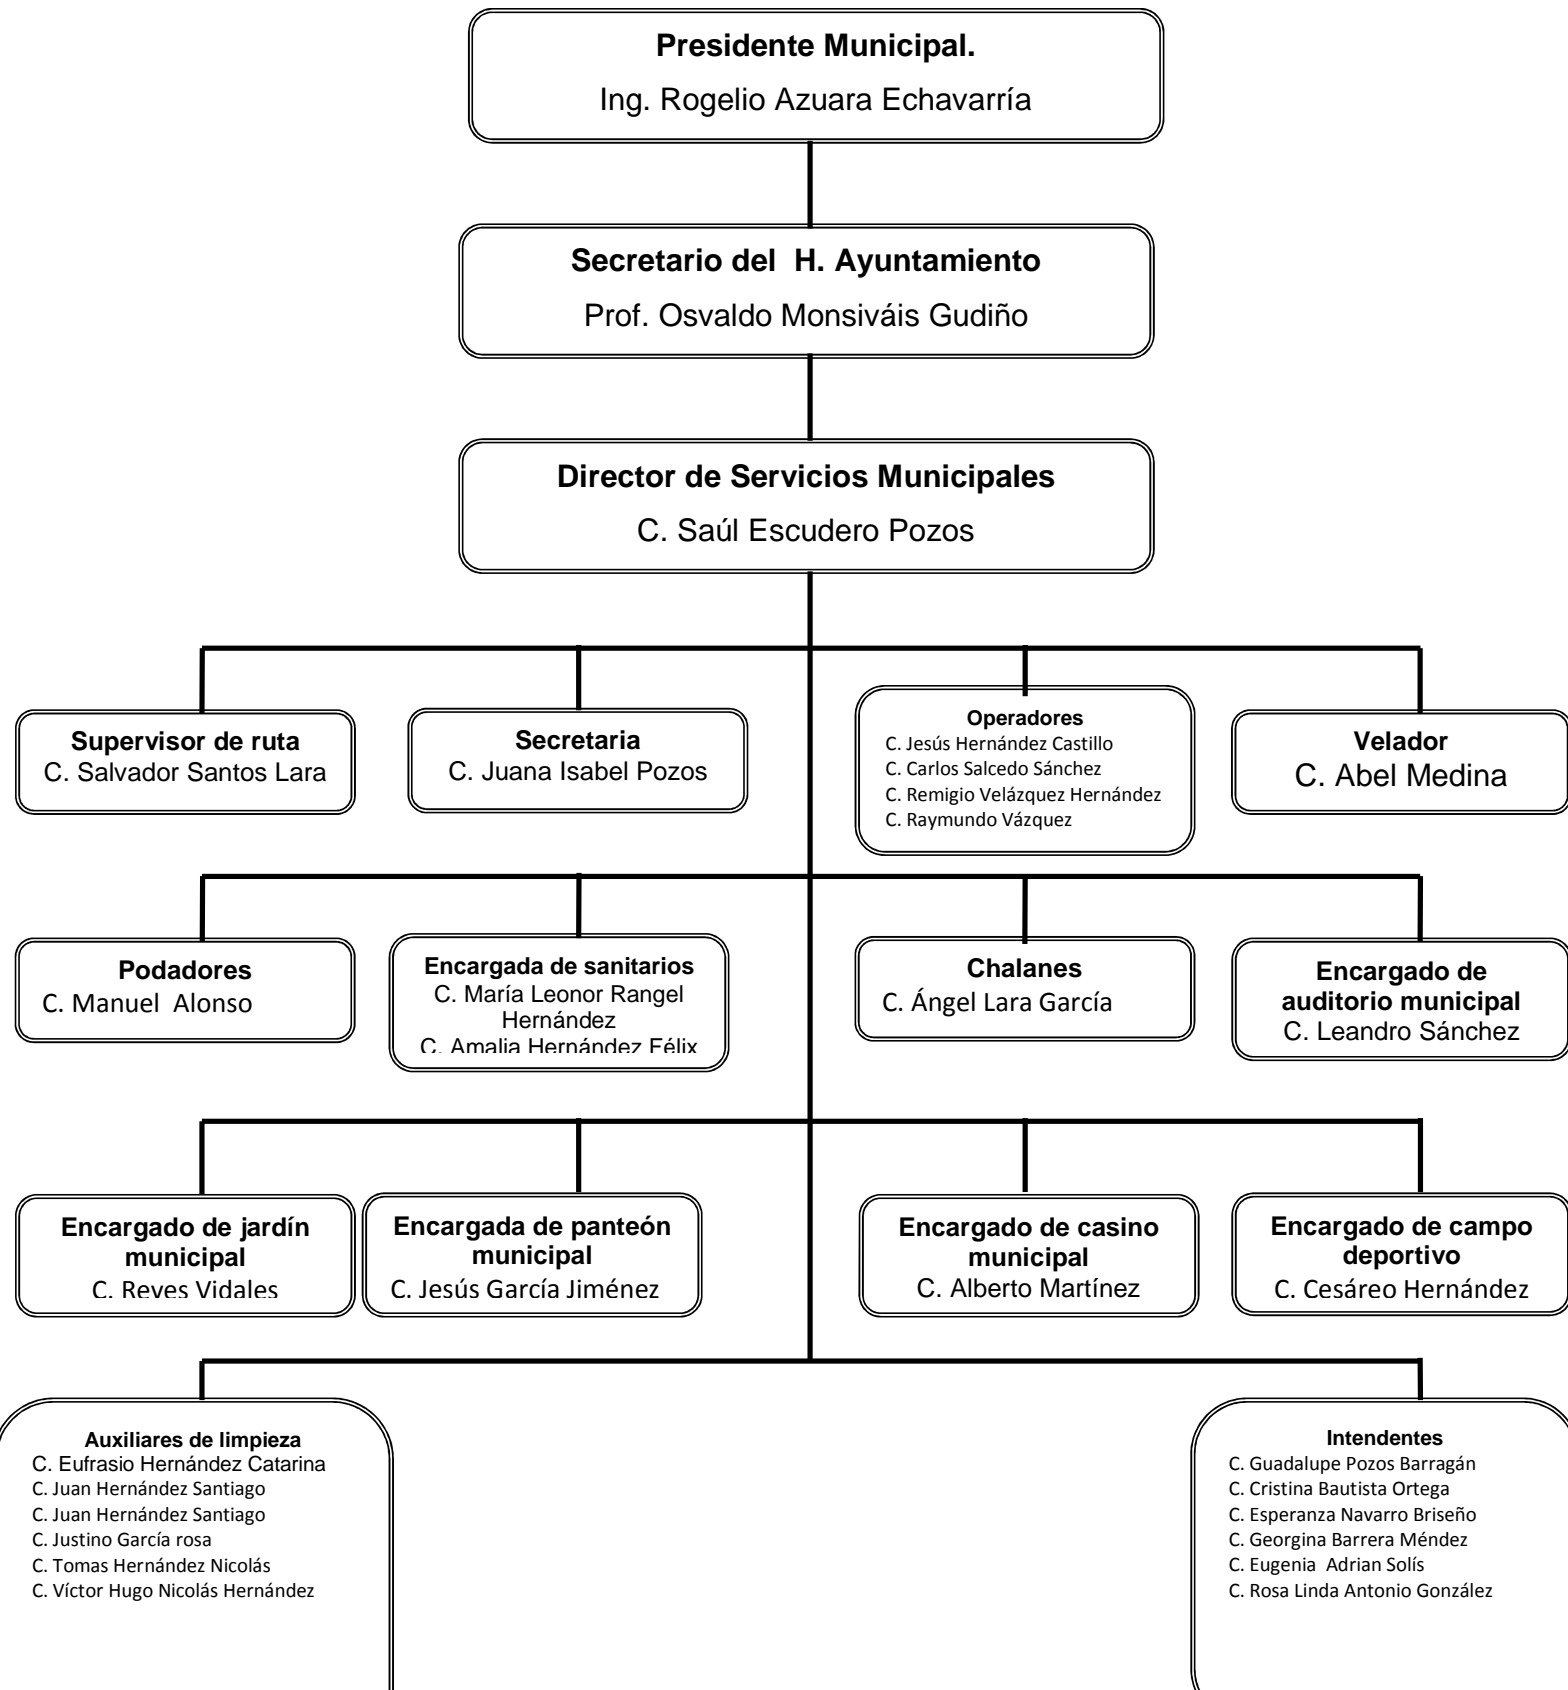 Presidente Municipal.
Ing. Rogelio Azuara Echavarría
Secretario del H. Ayuntamiento
Prof. Osvaldo Monsiváis Gudiño
Director de Servicios Municipales
C. Saúl Escudero Pozos
Supervisor de ruta
C. Salvador Santos Lara
Secretaria
C. Juana Isabel Pozos
Operadores
C. Jesús Hernández Castillo
C. Carlos Salcedo Sánchez
C. Remigio Velázquez Hernández
C. Raymundo Vázquez
Velador
C. Abel Medina
Podadores
C. Manuel Alonso
Encargada de sanitarios
C. María Leonor Rangel
Hernández
C. Amalia Hernández Félix
Chalanes
C. Ángel Lara García
Encargado de
auditorio municipal
C. Leandro Sánchez
Encargado de jardín
municipal
C. Reyes Vidales
Encargada de panteón
municipal
C. Jesús García Jiménez
Encargado de casino
municipal
C. Alberto Martínez
Encargado de campo
deportivo
C. Cesáreo Hernández
Auxiliares de limpieza
C. Eufrasio Hernández Catarina
C. Juan Hernández Santiago
C. Juan Hernández Santiago
C. Justino García rosa
C. Tomas Hernández Nicolás
C. Víctor Hugo Nicolás Hernández
Intendentes
C. Guadalupe Pozos Barragán
C. Cristina Bautista Ortega
C. Esperanza Navarro Briseño
C. Georgina Barrera Méndez
C. Eugenia Adrian Solís
C. Rosa Linda Antonio González